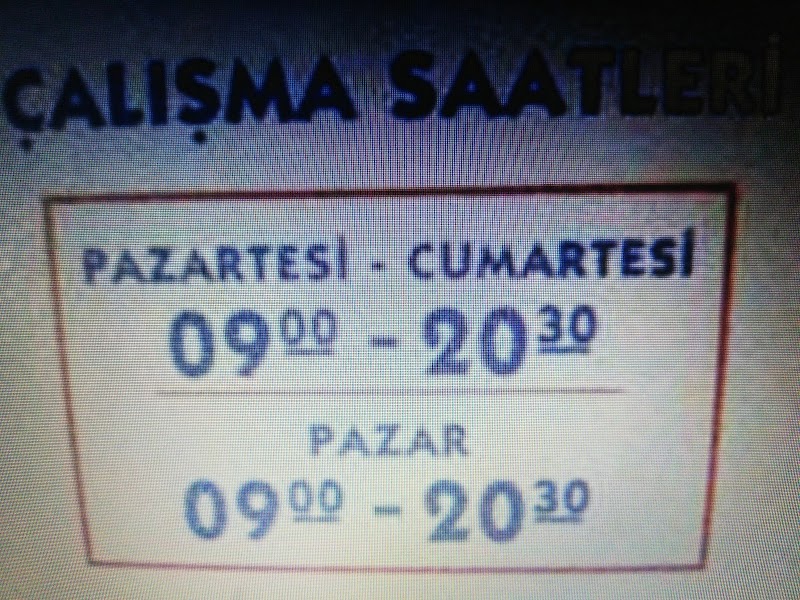 ÇALIŞMA SAATLERİ
PAZARTESİ - CUMARTESİ
0900 - 2030
PAZAR
0900 - 2030